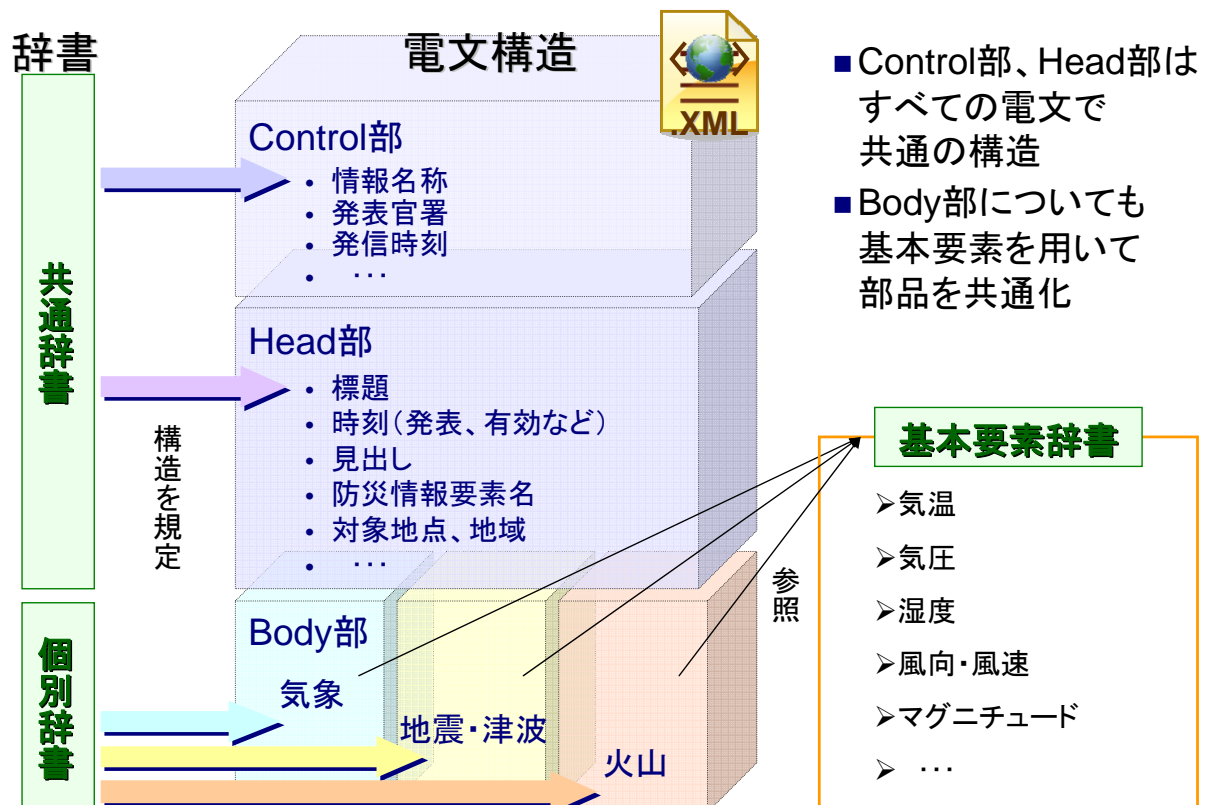 辞書
電文構造
.XML
共通辞書
Control部
• 情報名称
• 発表官署
• 発信時刻
• …
Head部
• 標題
• 時刻（発表、有効など）
• 見出し
• 防災情報要素名
• 対象地点、地域
• …
構造を規定
個別辞書
Body部
気象
地震・津波
火山
参照
■Control部、Head部は
すべての電文で
共通の構造
■Body部についても
基本要素を用いて
部品を共通化
基本要素辞書
➢気温
➢気圧
➢湿度
➢風向・風速
➢マグニチュード
➢ …